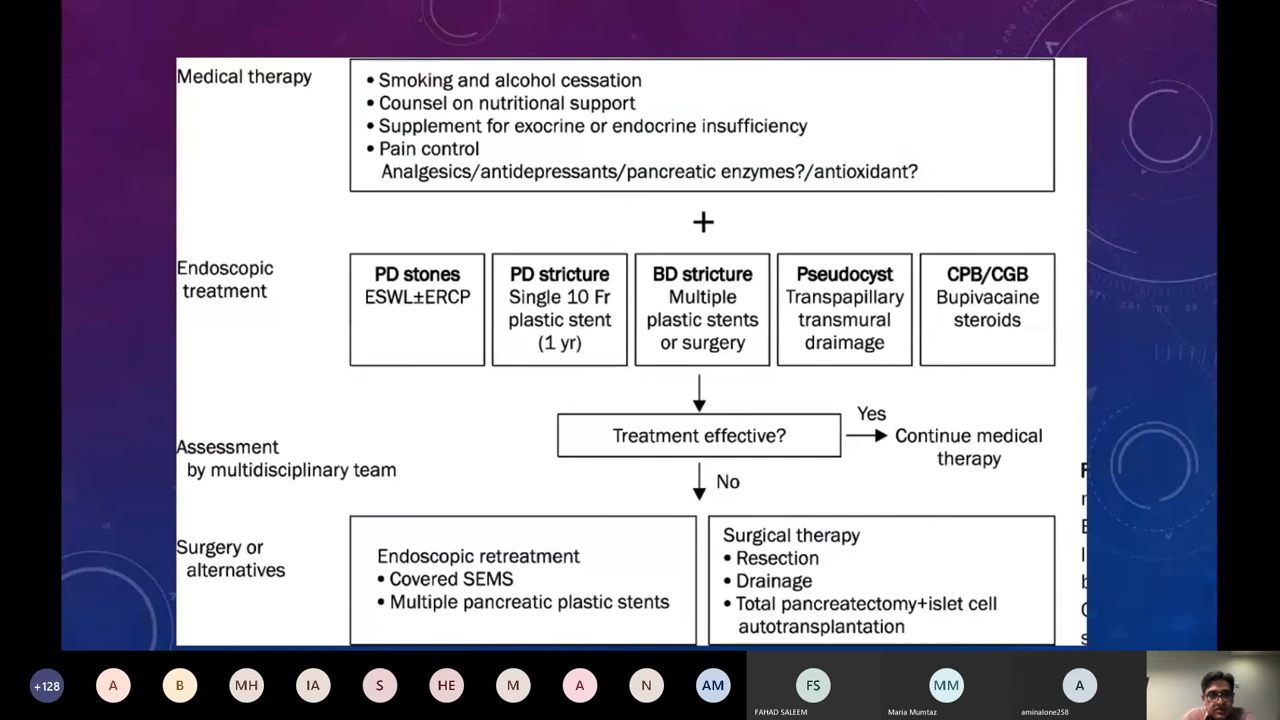 Medical therapy
• Smoking and alcohol cessation
• Counsel on nutritional support
• Supplement for exocrine or endocrine insufficiency
• Pain control
Analgesics/antidepressants/pancreatic enzymes?/antioxidant?
+
Endoscopic
treatment
PD stones
ESWL±ERCP
PD stricture
Single 10 Fr
plastic stent
(1 yr)
BD stricture
Multiple
plastic stents
or surgery
Pseudocyst
Transpapillary
transmural
draimage
CPB/CGB
Bupivacaine
steroids
Assessment
by multidisciplinary team
Treatment effective?
Yes
Continue medical
therapy
No
Surgery or
alternatives
Endoscopic retreatment
• Covered SEMS
• Multiple pancreatic plastic stents
Surgical therapy
• Resection
• Drainage
• Total pancreatectomy+islet cell
autotransplantation
+128
A
B
MH
IA
S
HE
M
A
N
AM
FS
FAHAD SALEEM
MM
Maria Mumtaz
A
aminalone258